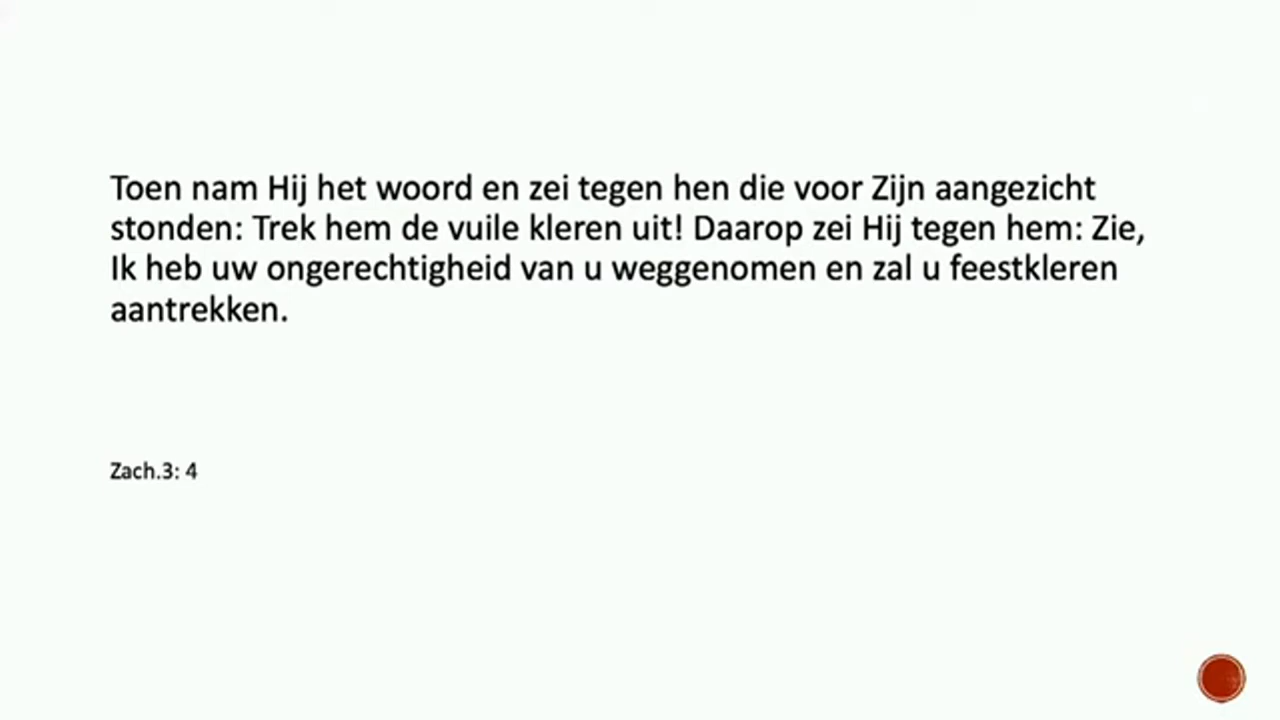 Toen nam Hij het woord en zei tegen hen die voor Zijn aangezicht
stonden: Trek hem de vuile kleren uit! Daarop zei Hij tegen hem: Zie,
Ik heb uw ongerechtigheid van u weggenomen en zal u feestkleren
aantrekken.
Zach.3: 4